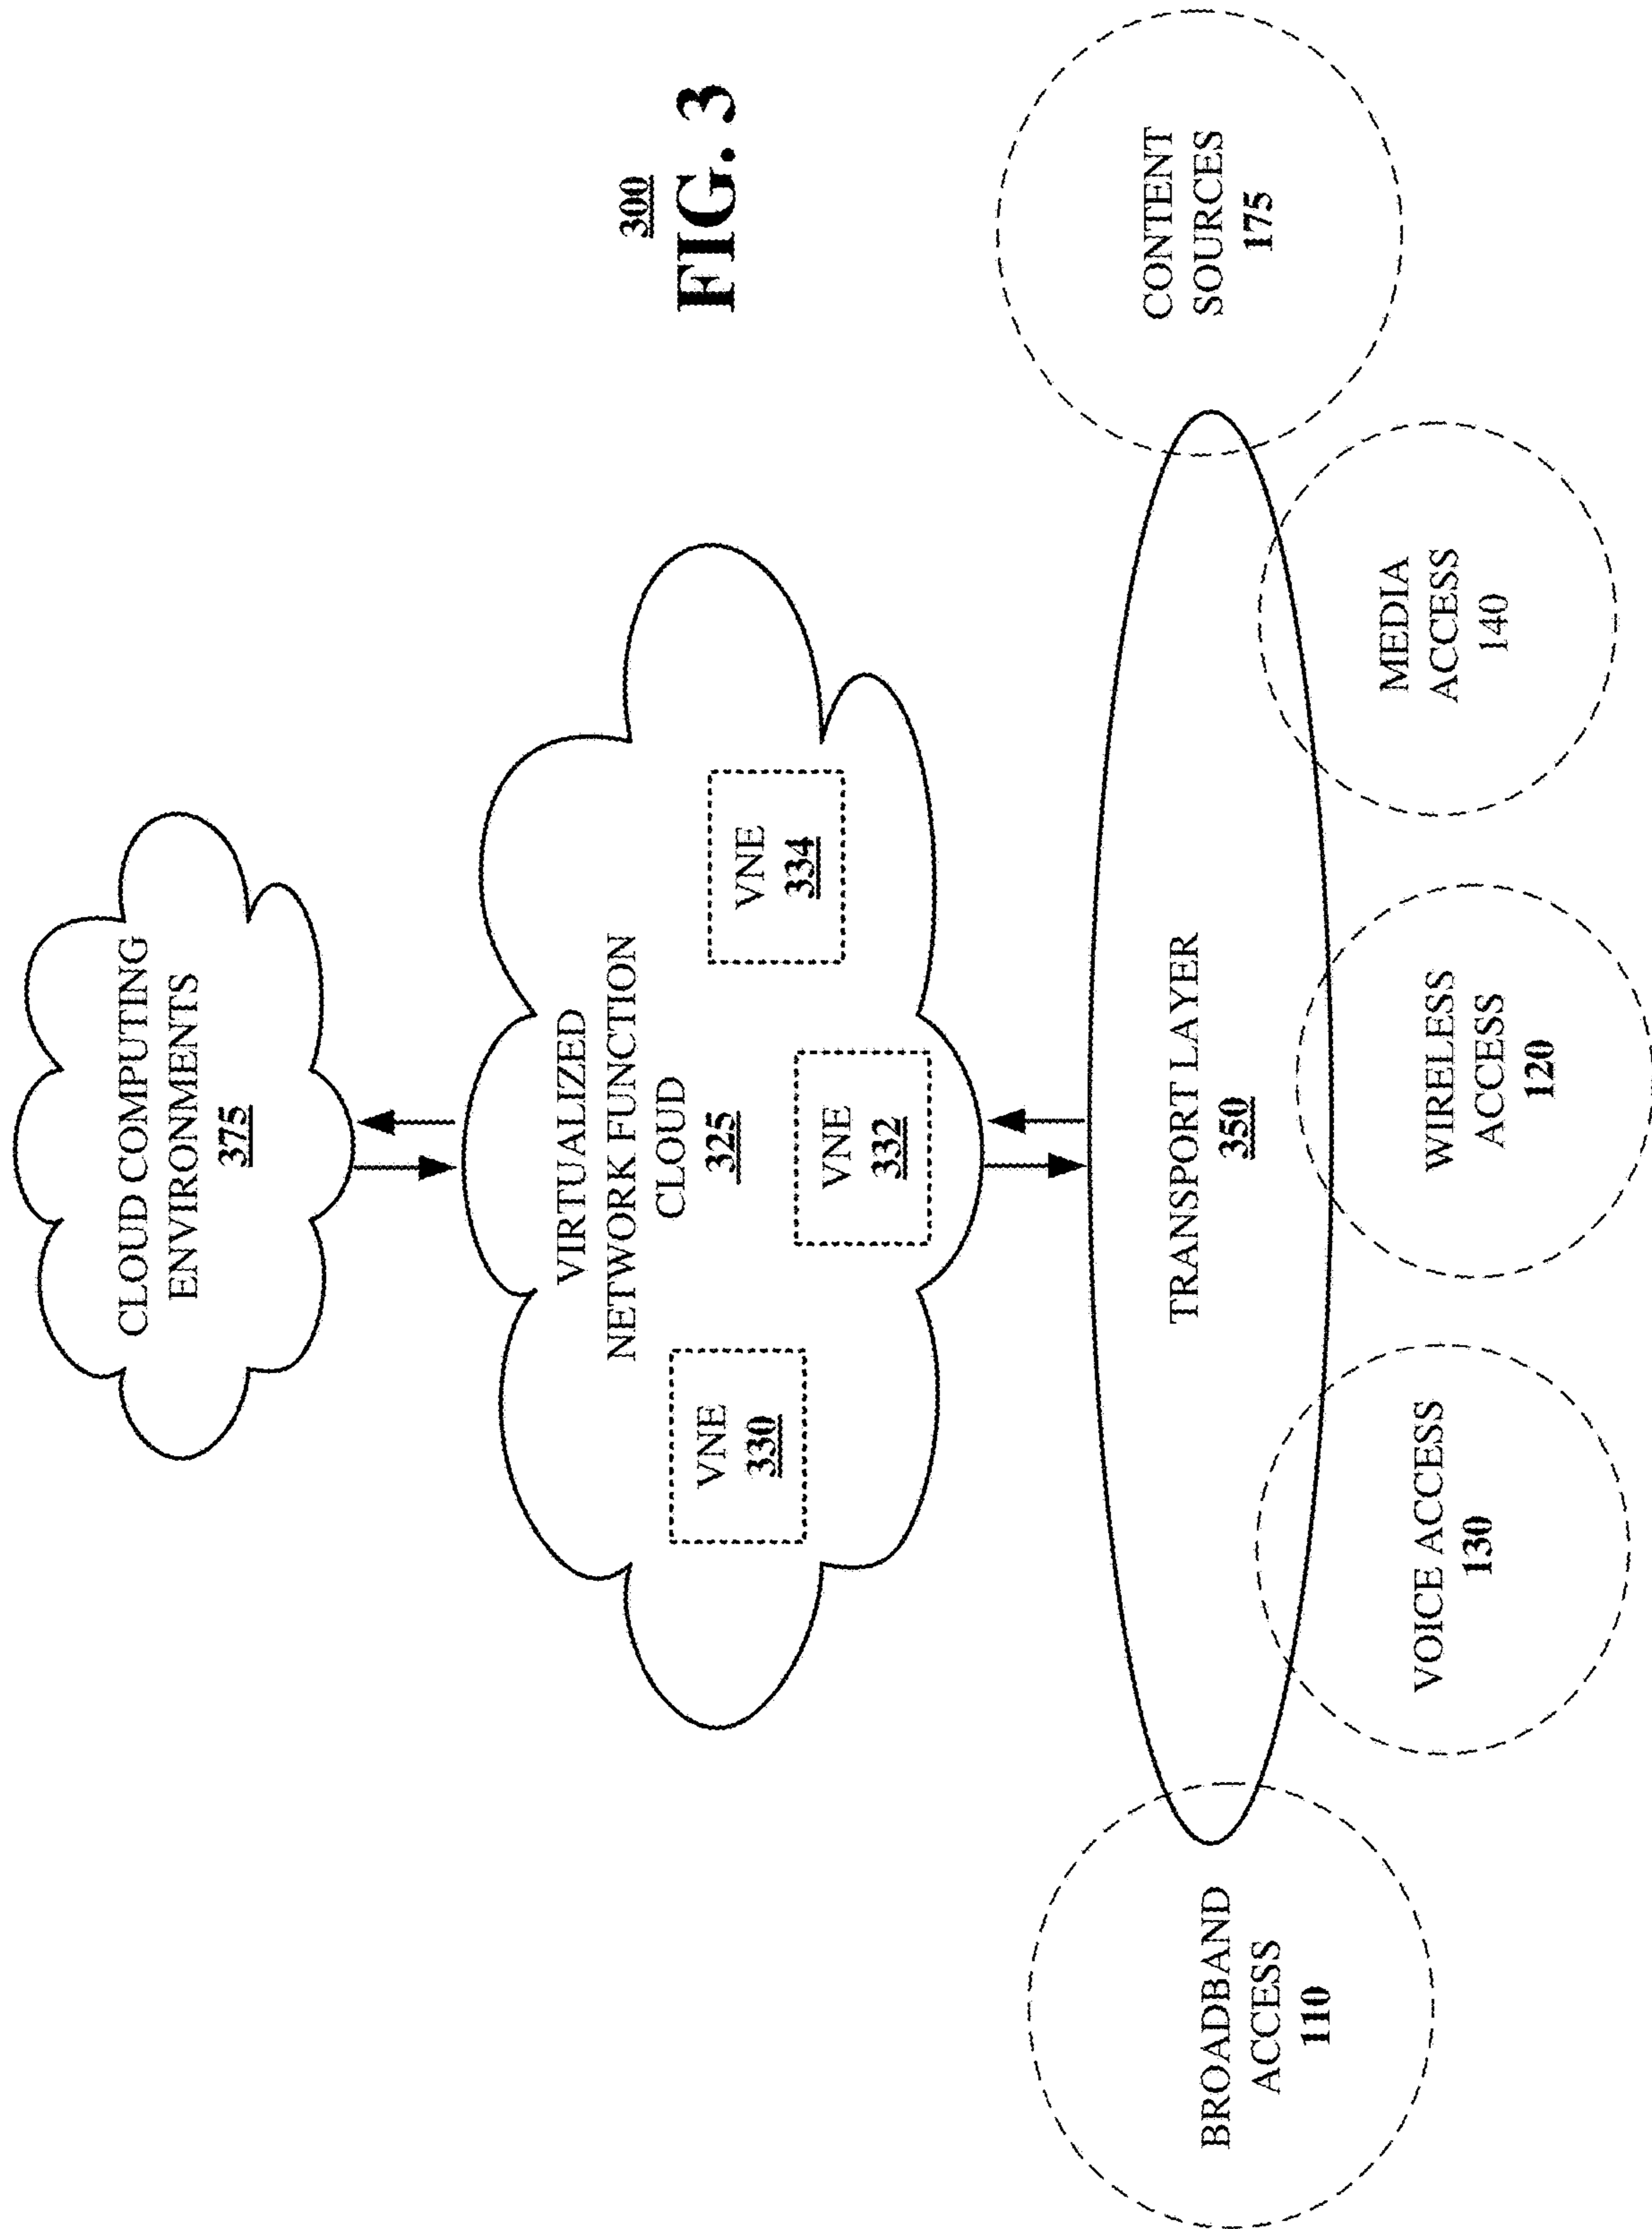 CLOUD COMPUTING
ENVIRONMENTS
375
VIRTUALIZED
NETWORK FUNCTION
CLOUD
325
VNE
330
VNE
332
VNE
334
300
FIG. 3
TRANSPORT LAYER
350
BROADBAND
ACCESS
110
VOICE ACCESS
130
WIRELESS
ACCESS
120
MEDIA
ACCESS
140
CONTENT
SOURCES
175